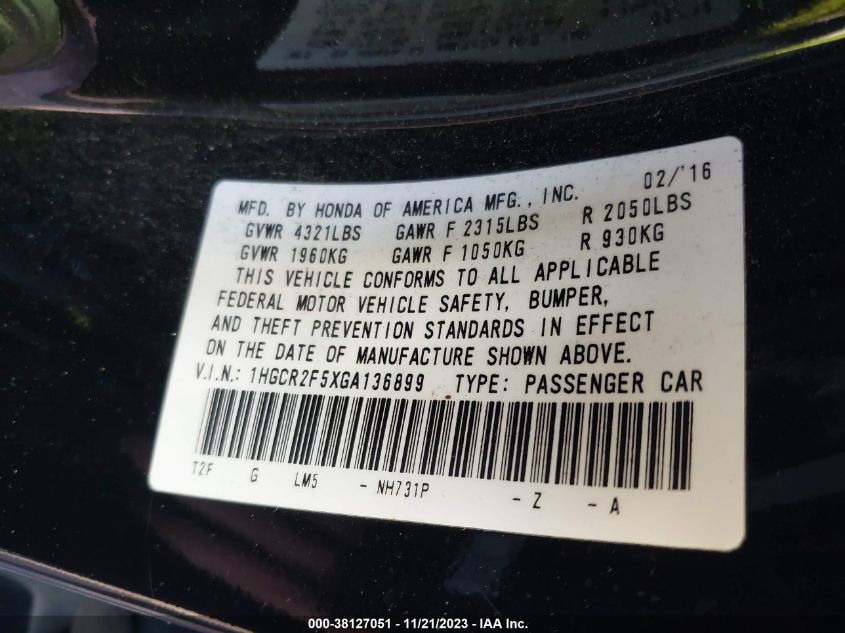 MFD. BY HONDA OF AMERICA MFG., INC. 02/'16
GVWR 4321LBS GAWR F 2315LBS R 2050LBS
GVWR 1960KG GAWR F 1050KG R 930KG
THIS VEHICLE CONFORMS TO ALL APPLICABLE
FEDERAL MOTOR VEHICLE SAFETY, BUMPER,
AND THEFT PREVENTION STANDARDS IN EFFECT
ON THE DATE OF MANUFACTURE SHOWN ABOVE.
V.I.N.: 1HGCR2F5XGA136899 TYPE: PASSENGER CAR
T2F G LM5 - NH731P - Z - A
000-38127051 - 11/21/2023 - IAA Inc.